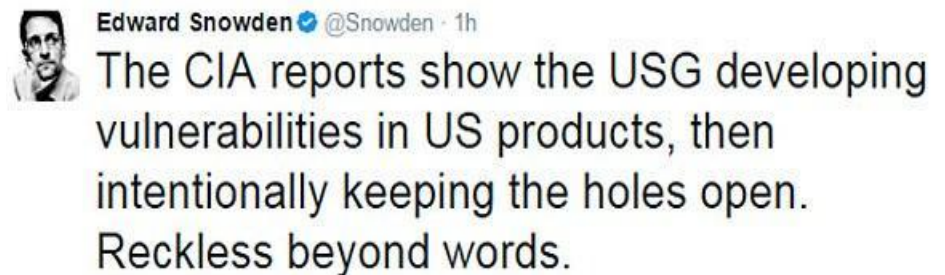 Edward Snowden @Snowden · 1h
The CIA reports show the USG developing
vulnerabilities in US products, then
intentionally keeping the holes open.
Reckless beyond words.